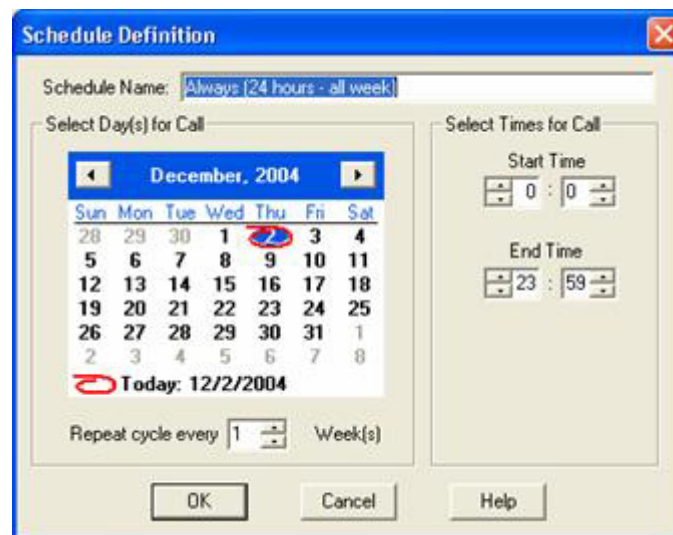 Schedule Definition
Schedule Name: Always (24 hours - all week)
Select Day(s) for Call
December, 2004
Sun Mon Tue Wed Thu Fri Sat
28 29 30 1 2 3 4
5 6 7 8 9 10 11
12 13 14 15 16 17 18
19 20 21 22 23 24 25
26 27 28 29 30 31 1
2 3 4 5 6 7 8
Today: 12/2/2004
Repeat cycle every 1 Week(s)
Select Times for Call
Start Time
0 : 0
End Time
23 : 59
OK Cancel Help